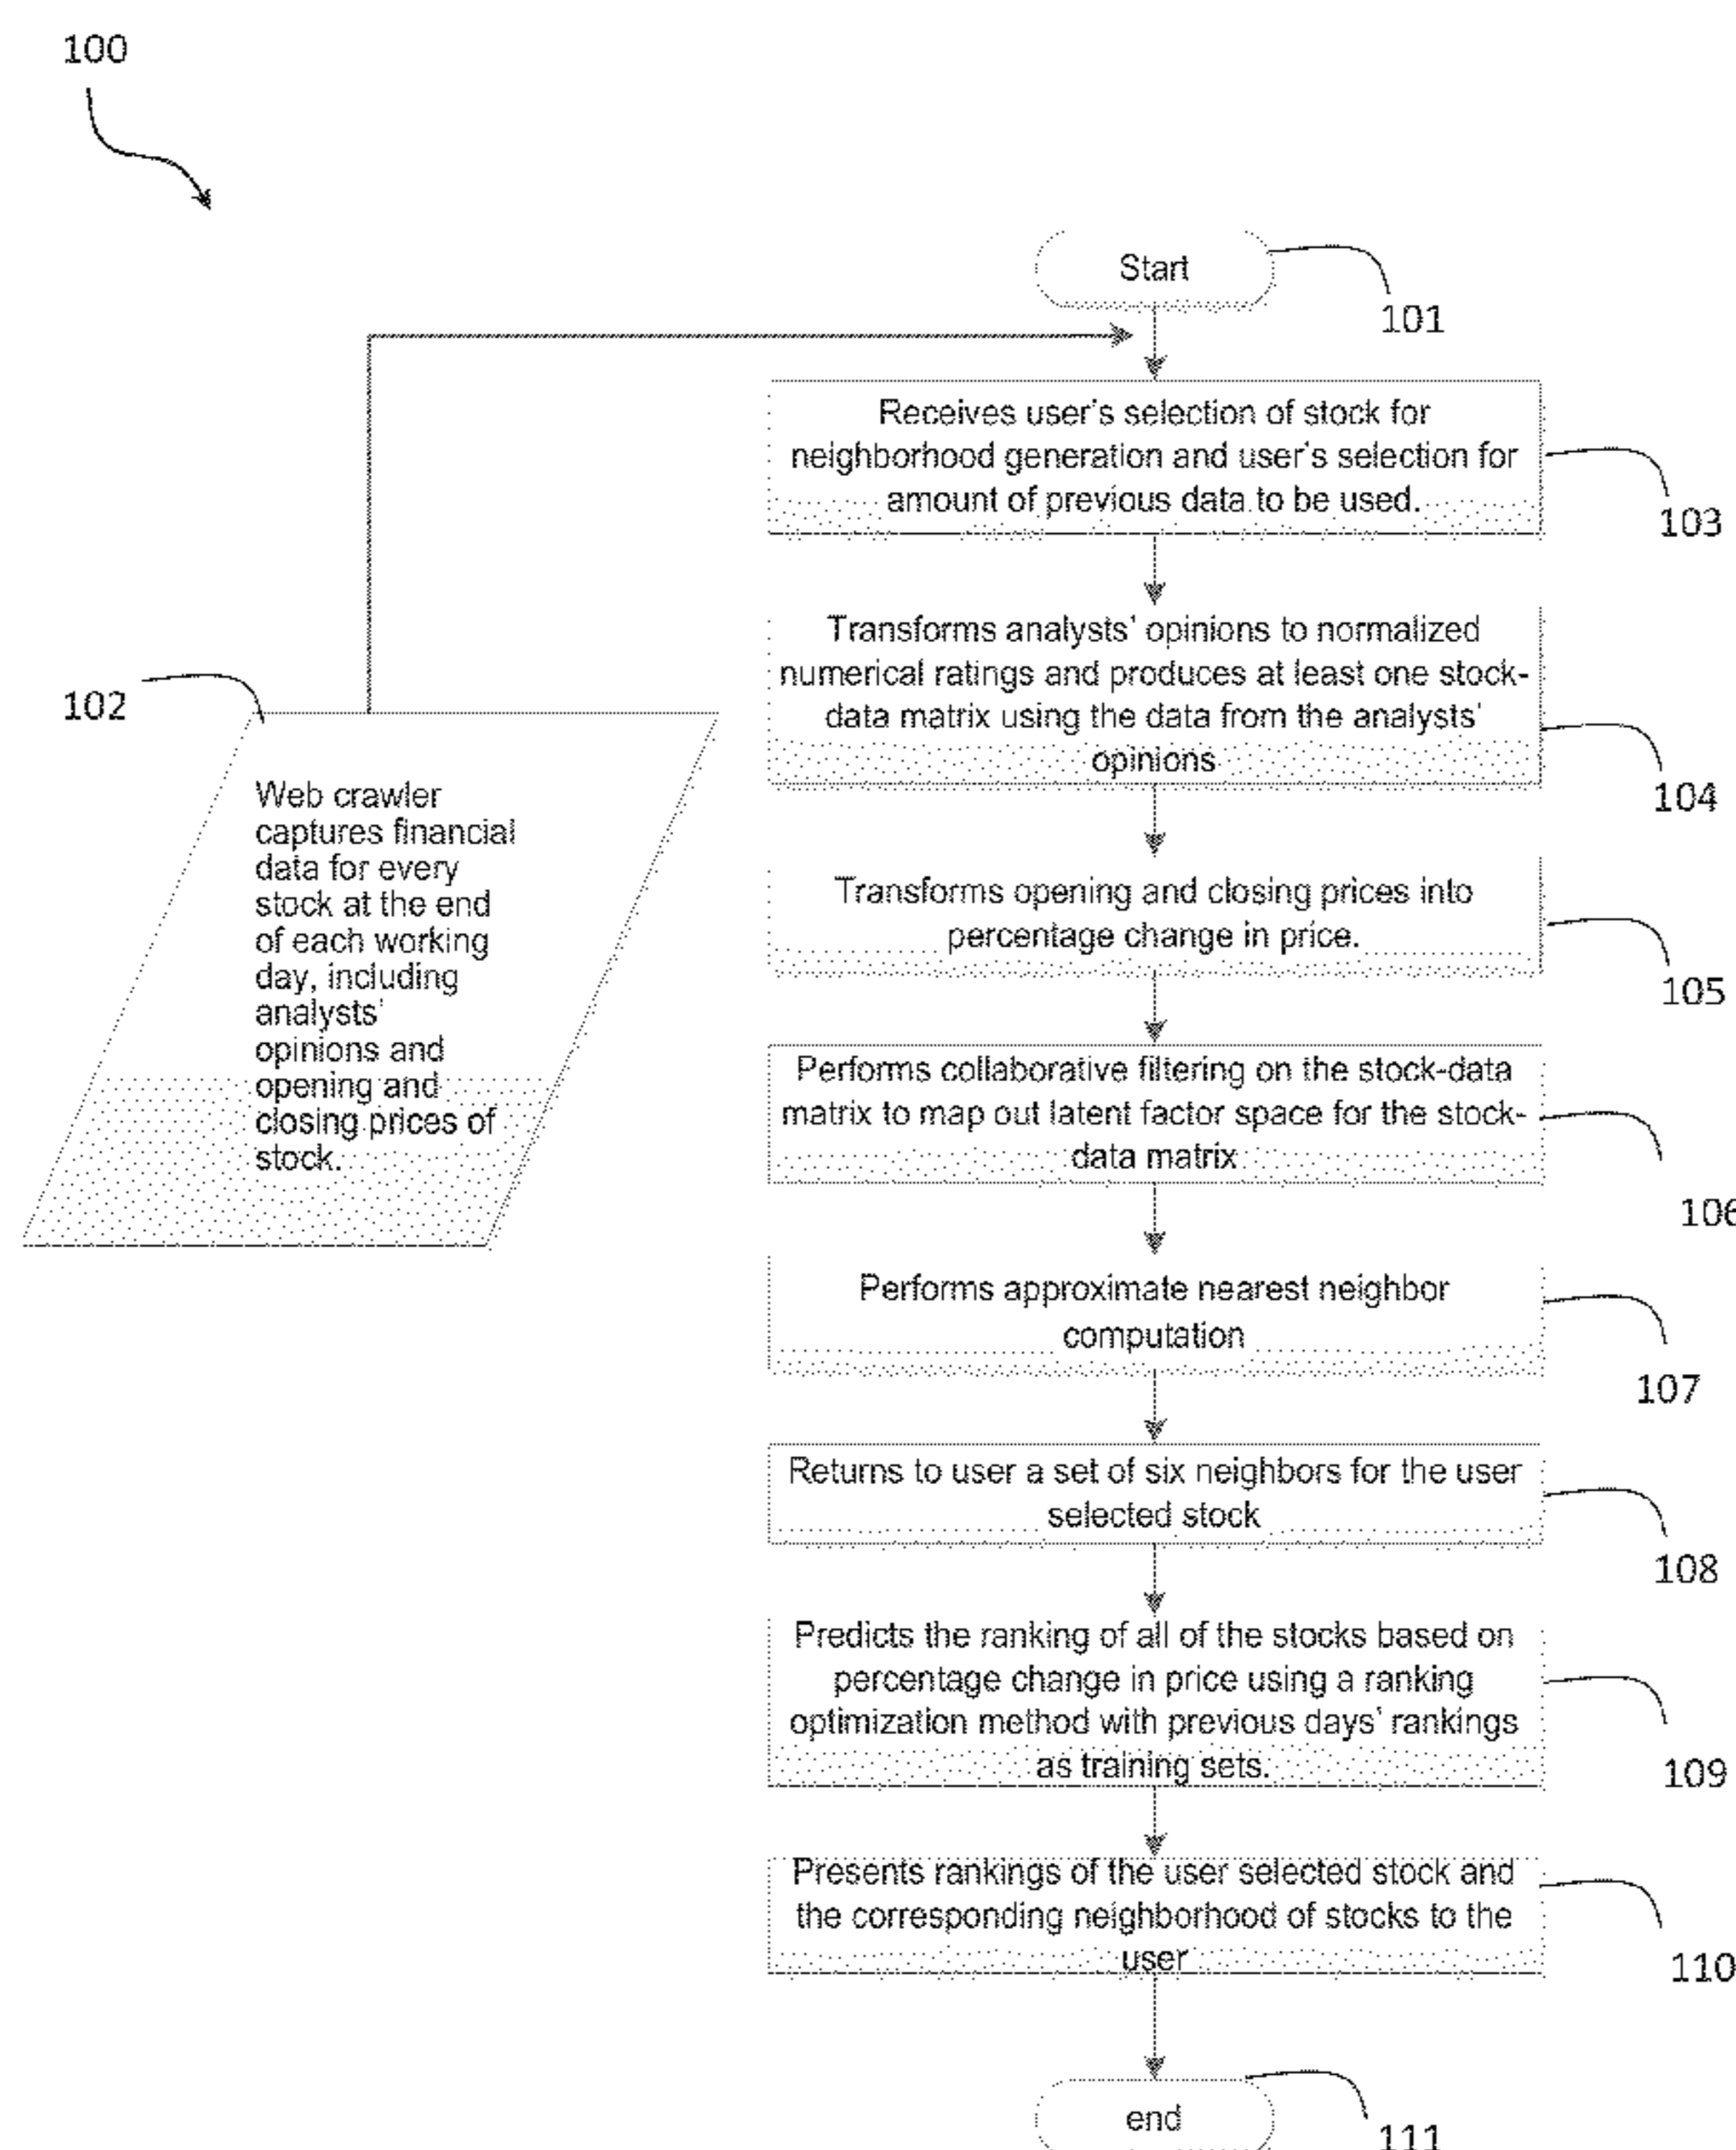 100
Start
101
Receives user's selection of stock for
neighborhood generation and user's selection for
amount of previous data to be used.
103
Transforms analysts' opinions to normalized
numerical ratings and produces at least one stock-
data matrix using the data from the analysts'
opinions
104
102
Web crawler
captures financial
data for every
stock at the end
of each working
day, including
analysts'
opinions and
opening and
closing prices of
stock.
Transforms opening and closing prices into
percentage change in price.
105
Performs collaborative filtering on the stock-data
matrix to map out latent factor space for the stock-
data matrix
106
Performs approximate nearest neighbor
computation
107
Returns to user a set of six neighbors for the user
selected stock
108
Predicts the ranking of all of the stocks based on
percentage change in price using a ranking
optimization method with previous days' rankings
as training sets.
109
Presents rankings of the user selected stock and
the corresponding neighborhood of stocks to the
user
110
end
111